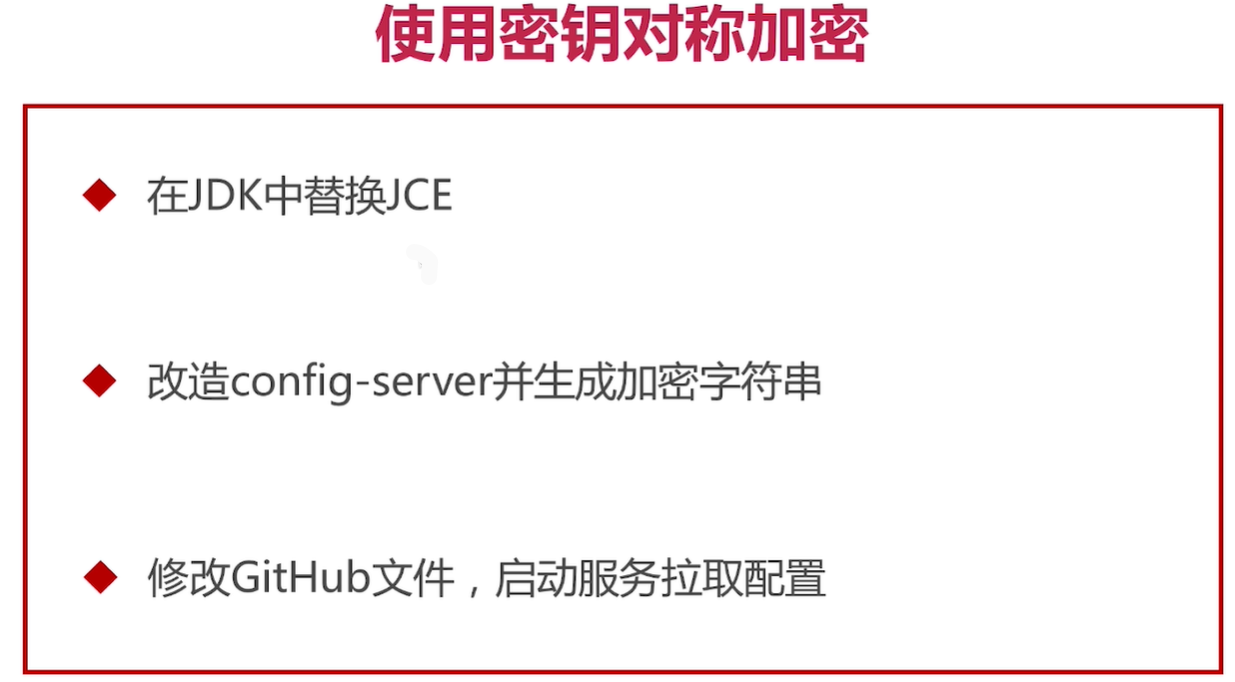 使用密钥对称加密
在JDK中替换JCE
改造config-server并生成加密字符串
修改GitHub文件，启动服务拉取配置